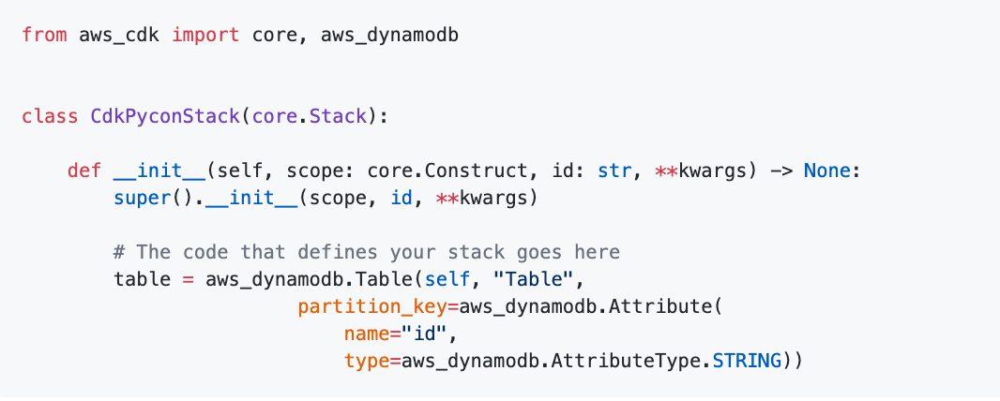 from aws_cdk import core, aws_dynamodb
class CdkPyconStack(core.Stack):
def __init__(self, scope: core.Construct, id: str, **kwargs) -> None:
super().__init__(scope, id, **kwargs)
# The code that defines your stack goes here
table = aws_dynamodb.Table(self, "Table",
partition_key=aws_dynamodb.Attribute(
name="id",
type=aws_dynamodb.AttributeType.STRING))